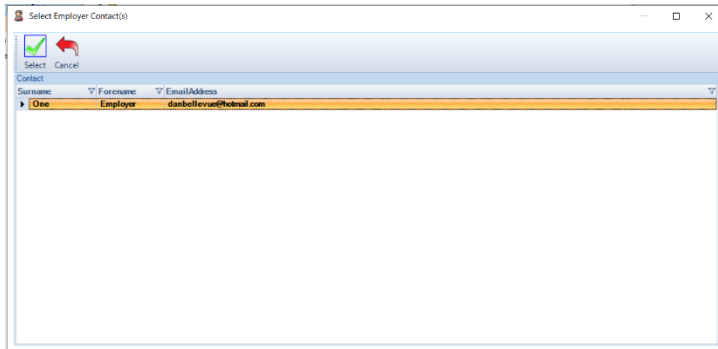 Select Employer Contact(s)
Select Cancel
Contact
Surname Forename EmailAddress
One Employer danbellevue@hotmail.com